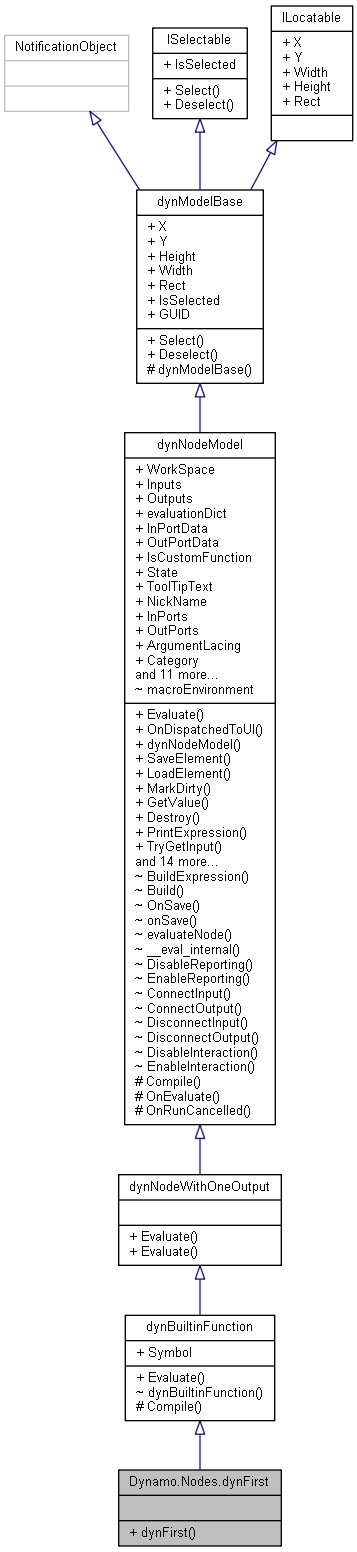 NotificationObject
ISelectable
+ IsSelected
+ Select()
+ Deselect()
ILocatable
+ X
+ Y
+ Width
+ Height
+ Rect
dynModelBase
+ X
+ Y
+ Height
+ Width
+ Rect
+ IsSelected
+ GUID
+ Select()
+ Deselect()
# dynModelBase()
dynNodeModel
+ WorkSpace
+ Inputs
+ Outputs
+ evaluationDict
+ InPortData
+ OutPortData
+ IsCustomFunction
+ State
+ ToolTipText
+ NickName
+ InPorts
+ OutPorts
+ ArgumentLacing
+ Category
and 11 more...
~ macroEnvironment
+ Evaluate()
+ OnDispatchedToUI()
+ dynNodeModel()
+ SaveElement()
+ LoadElement()
+ MarkDirty()
+ GetValue()
+ Destroy()
+ PrintExpression()
+ TryGetInput()
and 14 more...
~ BuildExpression()
~ Build()
~ OnSave()
~ onSave()
~ evaluateNode()
~ __eval_internal()
~ DisableReporting()
~ EnableReporting()
~ ConnectInput()
~ ConnectOutput()
~ DisconnectInput()
~ DisconnectOutput()
~ DisableInteraction()
~ EnableInteraction()
# Compile()
# OnEvaluate()
# OnRunCancelled()
dynNodeWithOneOutput
+ Evaluate()
+ Evaluate()
dynBuiltinFunction
+ Symbol
+ Evaluate()
~ dynBuiltinFunction()
# Compile()
Dynamo.Nodes.dynFirst
+ dynFirst()